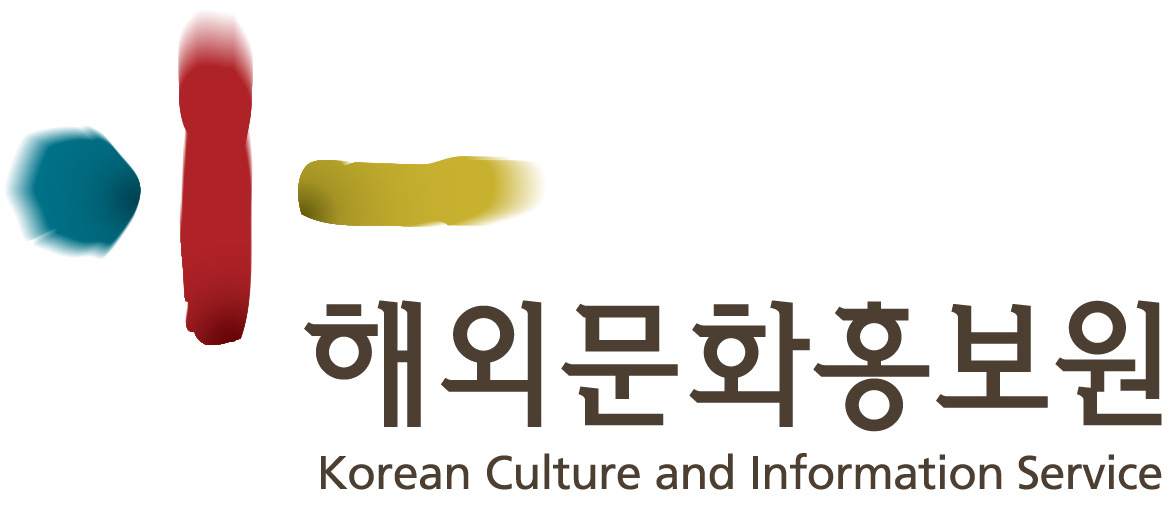 해외문화홍보원
Korean Culture and Information Service